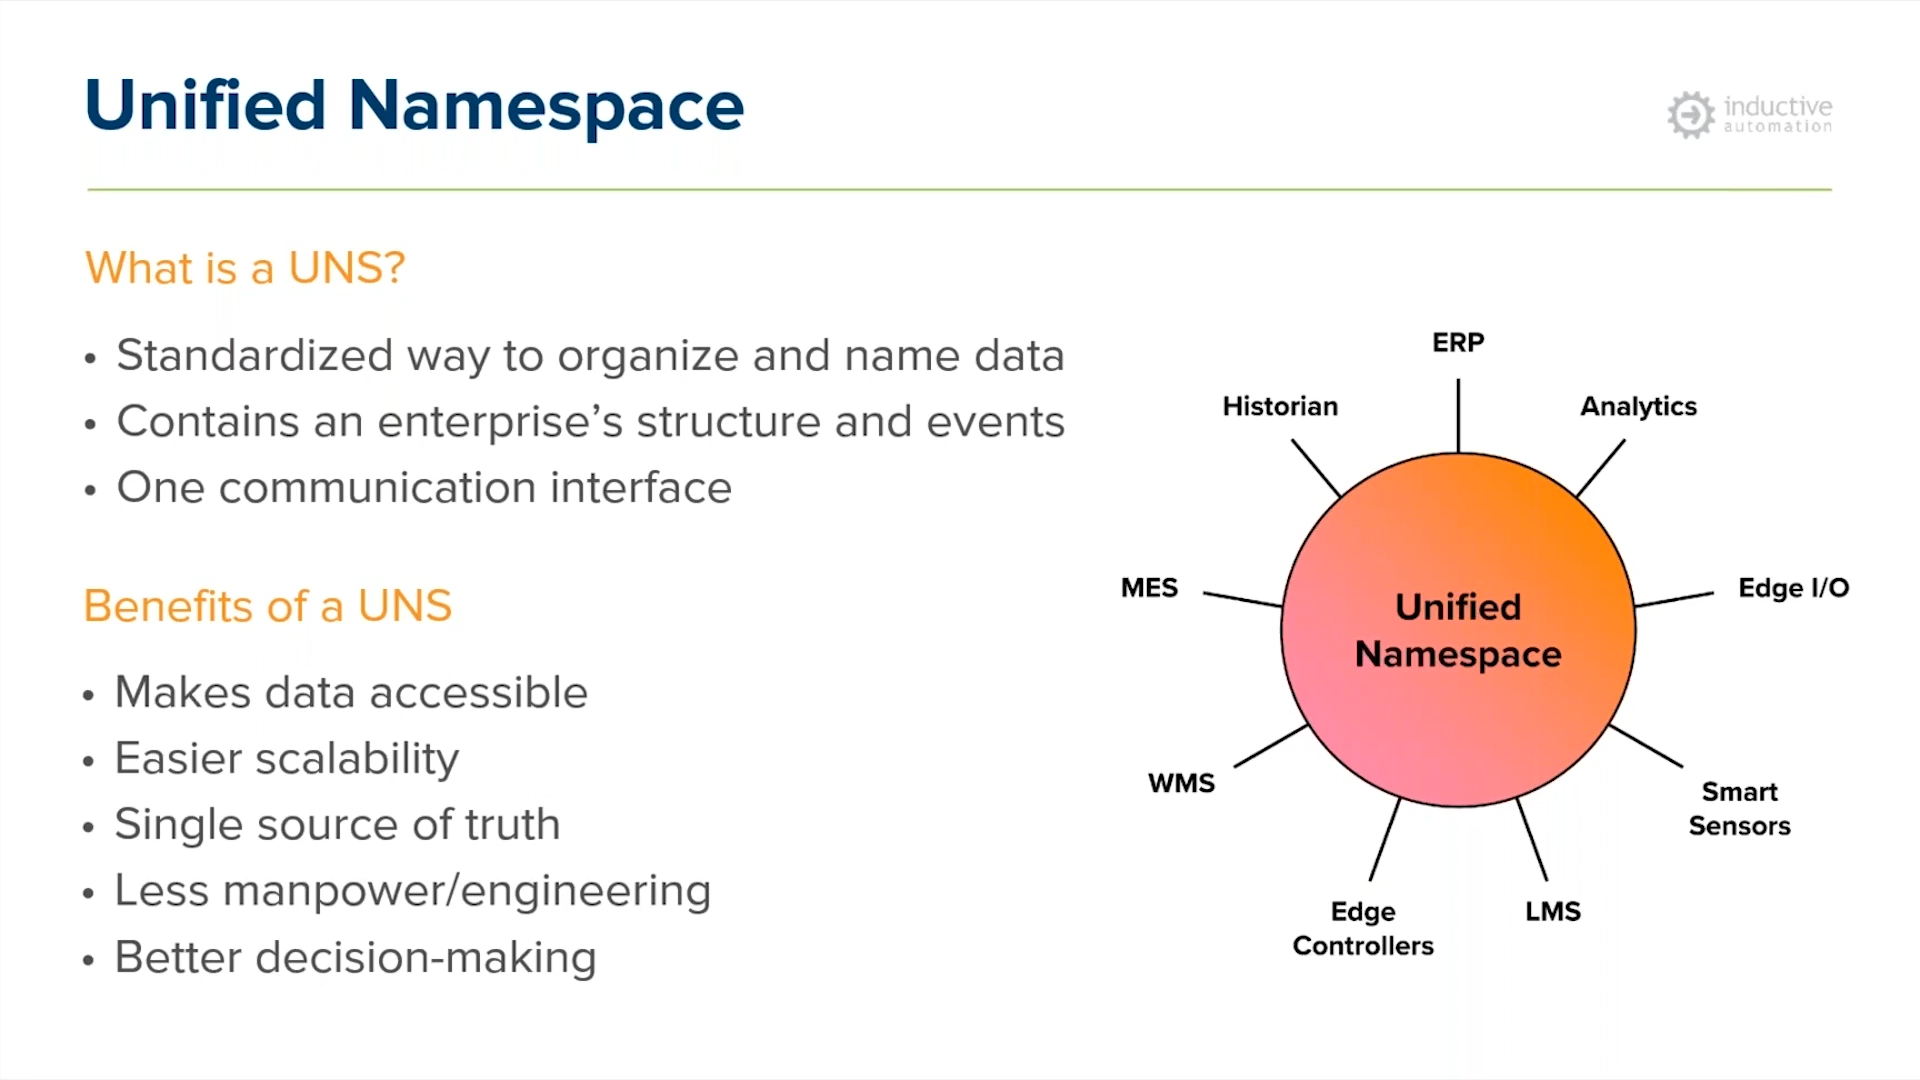 Unified Namespace
inductive
automation
What is a UNS?
• Standardized way to organize and name data
• Contains an enterprise’s structure and events
• One communication interface
Benefits of a UNS
• Makes data accessible
• Easier scalability
• Single source of truth
• Less manpower/engineering
• Better decision-making
ERP
Historian
Analytics
MES
Edge I/O
Unified
Namespace
WMS
Smart
Sensors
Edge
Controllers
LMS